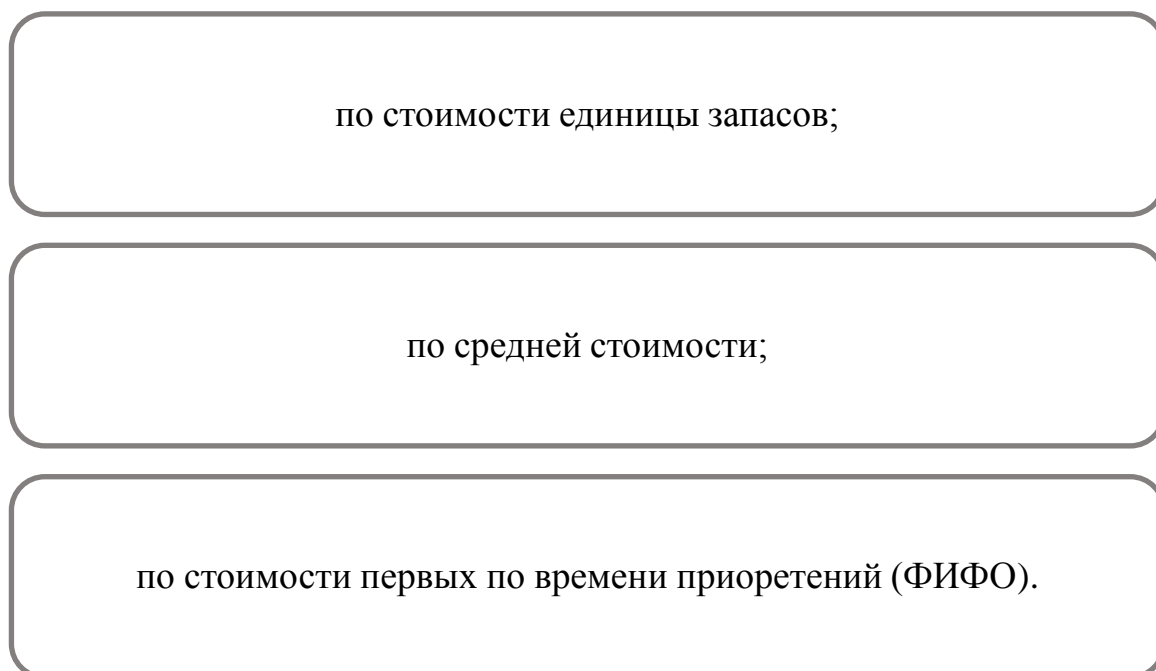 по стоимости единицы запасов;
по средней стоимости;
по стоимости первых по времени приоретений (ФИФО).